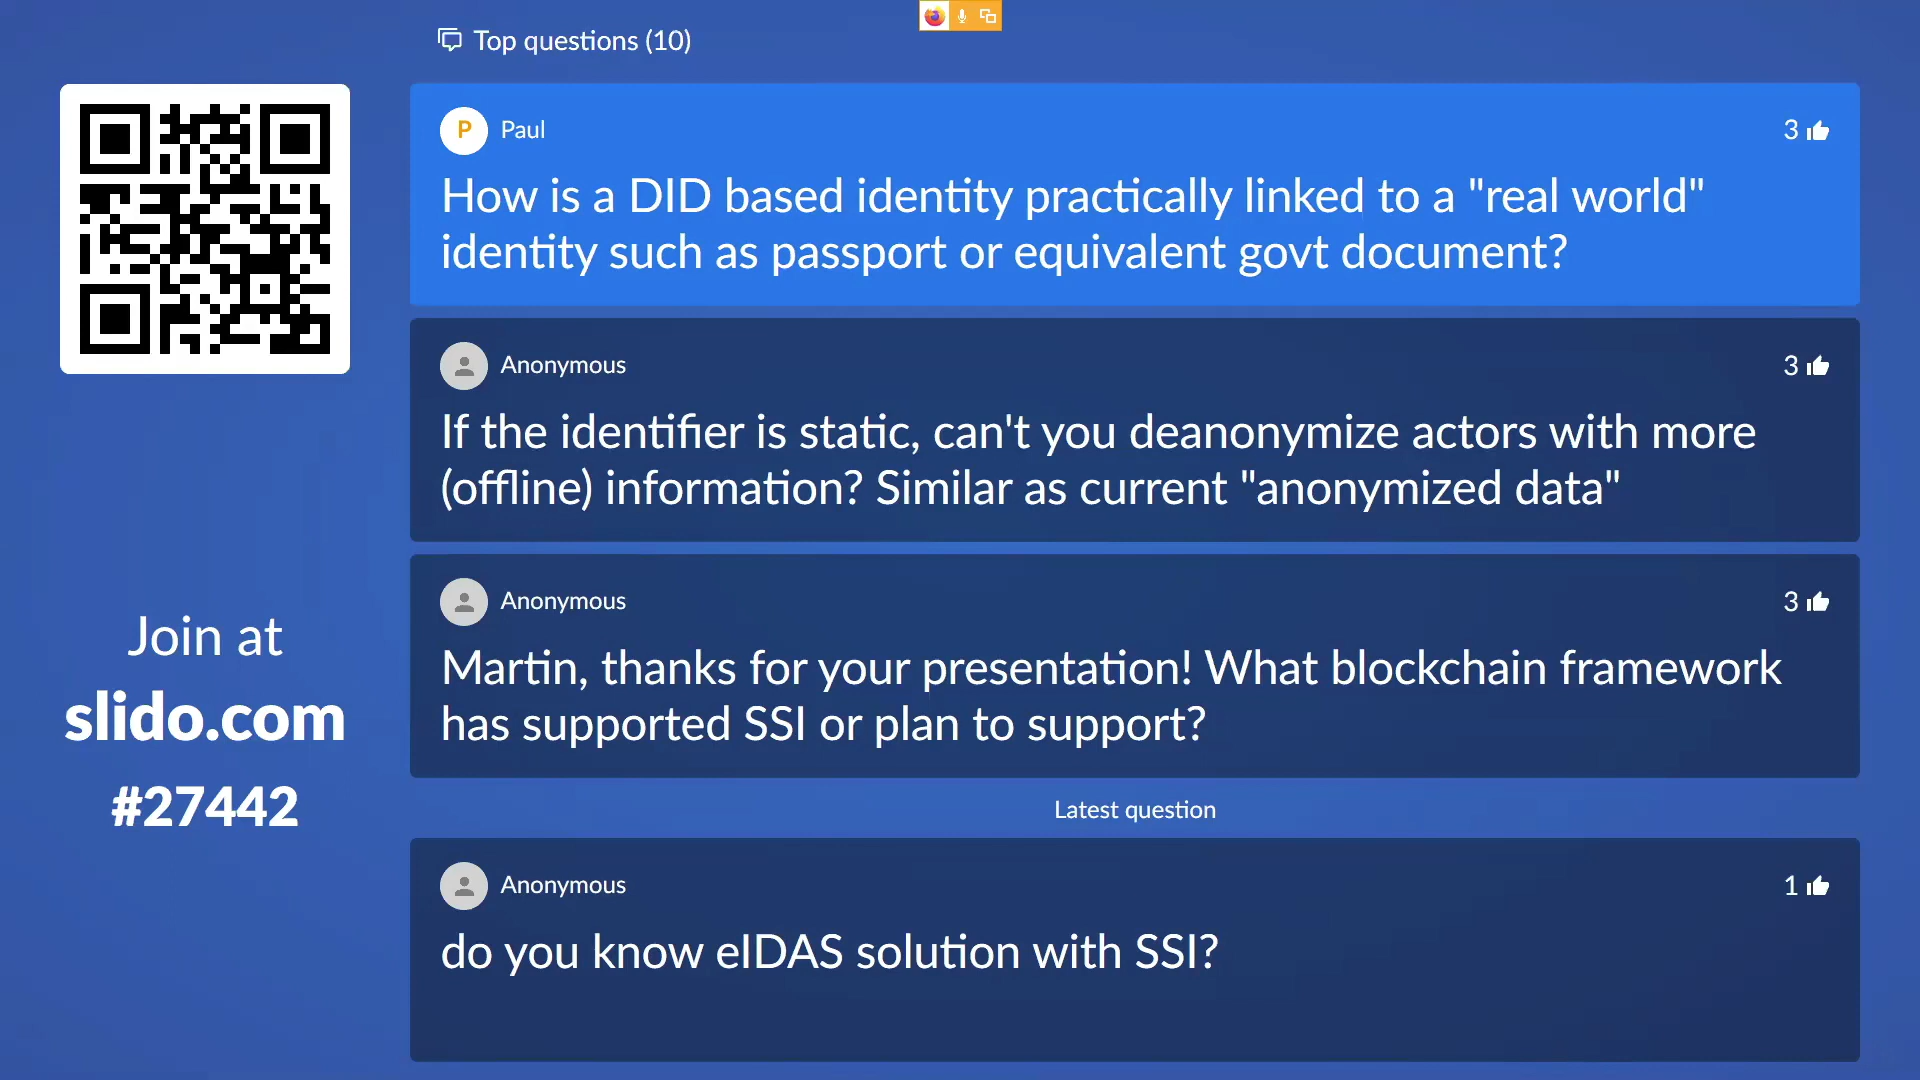 Top questions (10)
P
Paul
3
How is a DID based identity practically linked to a "real world"
identity such as passport or equivalent govt document?
Anonymous
3
If the identifier is static, can't you deanonymize actors with more
(offline) information? Similar as current "anonymized data"
Anonymous
3
Martin, thanks for your presentation! What blockchain framework
has supported SSI or plan to support?
Latest question
Anonymous
1
do you know eIDAS solution with SSI?
Join at
slido.com
#27442